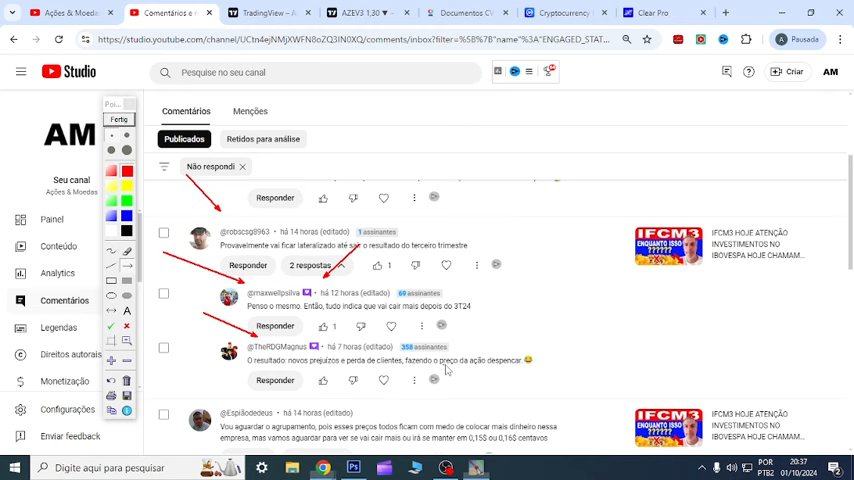 Ações & Moedas
Comentários e r
TradingView – A
AZEV3 1,30 ▼
Documentos CV
Cryptocurrency
Clear Pro
https://studio.youtube.com/channel/UCtn4ejNMjXWFN8oZQ3IN0XQ/comments/inbox?filter=%5B%7B"name"%3A"ENGAGED_STAT...
A Pausada
Studio
Pesquise no seu canal
Criar
AM
Poi...
Fertig
AM
Seu canal
Ações & Moedas
Painel
Conteúdo
Analytics
Comentários
Legendas
Direitos autorais
Monetização
Configurações
Enviar feedback
Comentários Menções
Publicados Retidos para análise
Não respondi
Responder
@robscsg8963 • há 14 horas (editado) 1 assinantes
Provavelmente vai ficar lateralizado até sair o resultado do terceiro trimestre
Responder 2 respostas 1
@maxwellpsilva • há 12 horas (editado) 69 assinantes
Penso o mesmo. Então, tudo indica que vai cair mais depois do 3T24
Responder 1
@TheRDGMagnus • há 7 horas (editado) 358 assinantes
O resultado: novos prejuízos e perda de clientes, fazendo o preço da ação despencar. 😂
Responder
@Espiãodedeus • há 14 horas (editado)
Vou aguardar o agrupamento, pois esses preços todos ficam com medo de colocar mais dinheiro nessa
empresa, mas vamos aguardar para ver se vai cair mais ou irá se manter em 0,15$ ou 0,16$ centavos
IFCM3
ENQUANTO ISSO
??????
IFCM3 HOJE ATENÇÃO
INVESTIMENTOS NO
IBOVESPA HOJE CHAMAM...
IFCM3
ENQUANTO ISSO
??????
IFCM3 HOJE ATENÇÃO
INVESTIMENTOS NO
IBOVESPA HOJE CHAMAM...
Digite aqui para pesquisar
POR
PTB2
20:37
01/10/2024
2